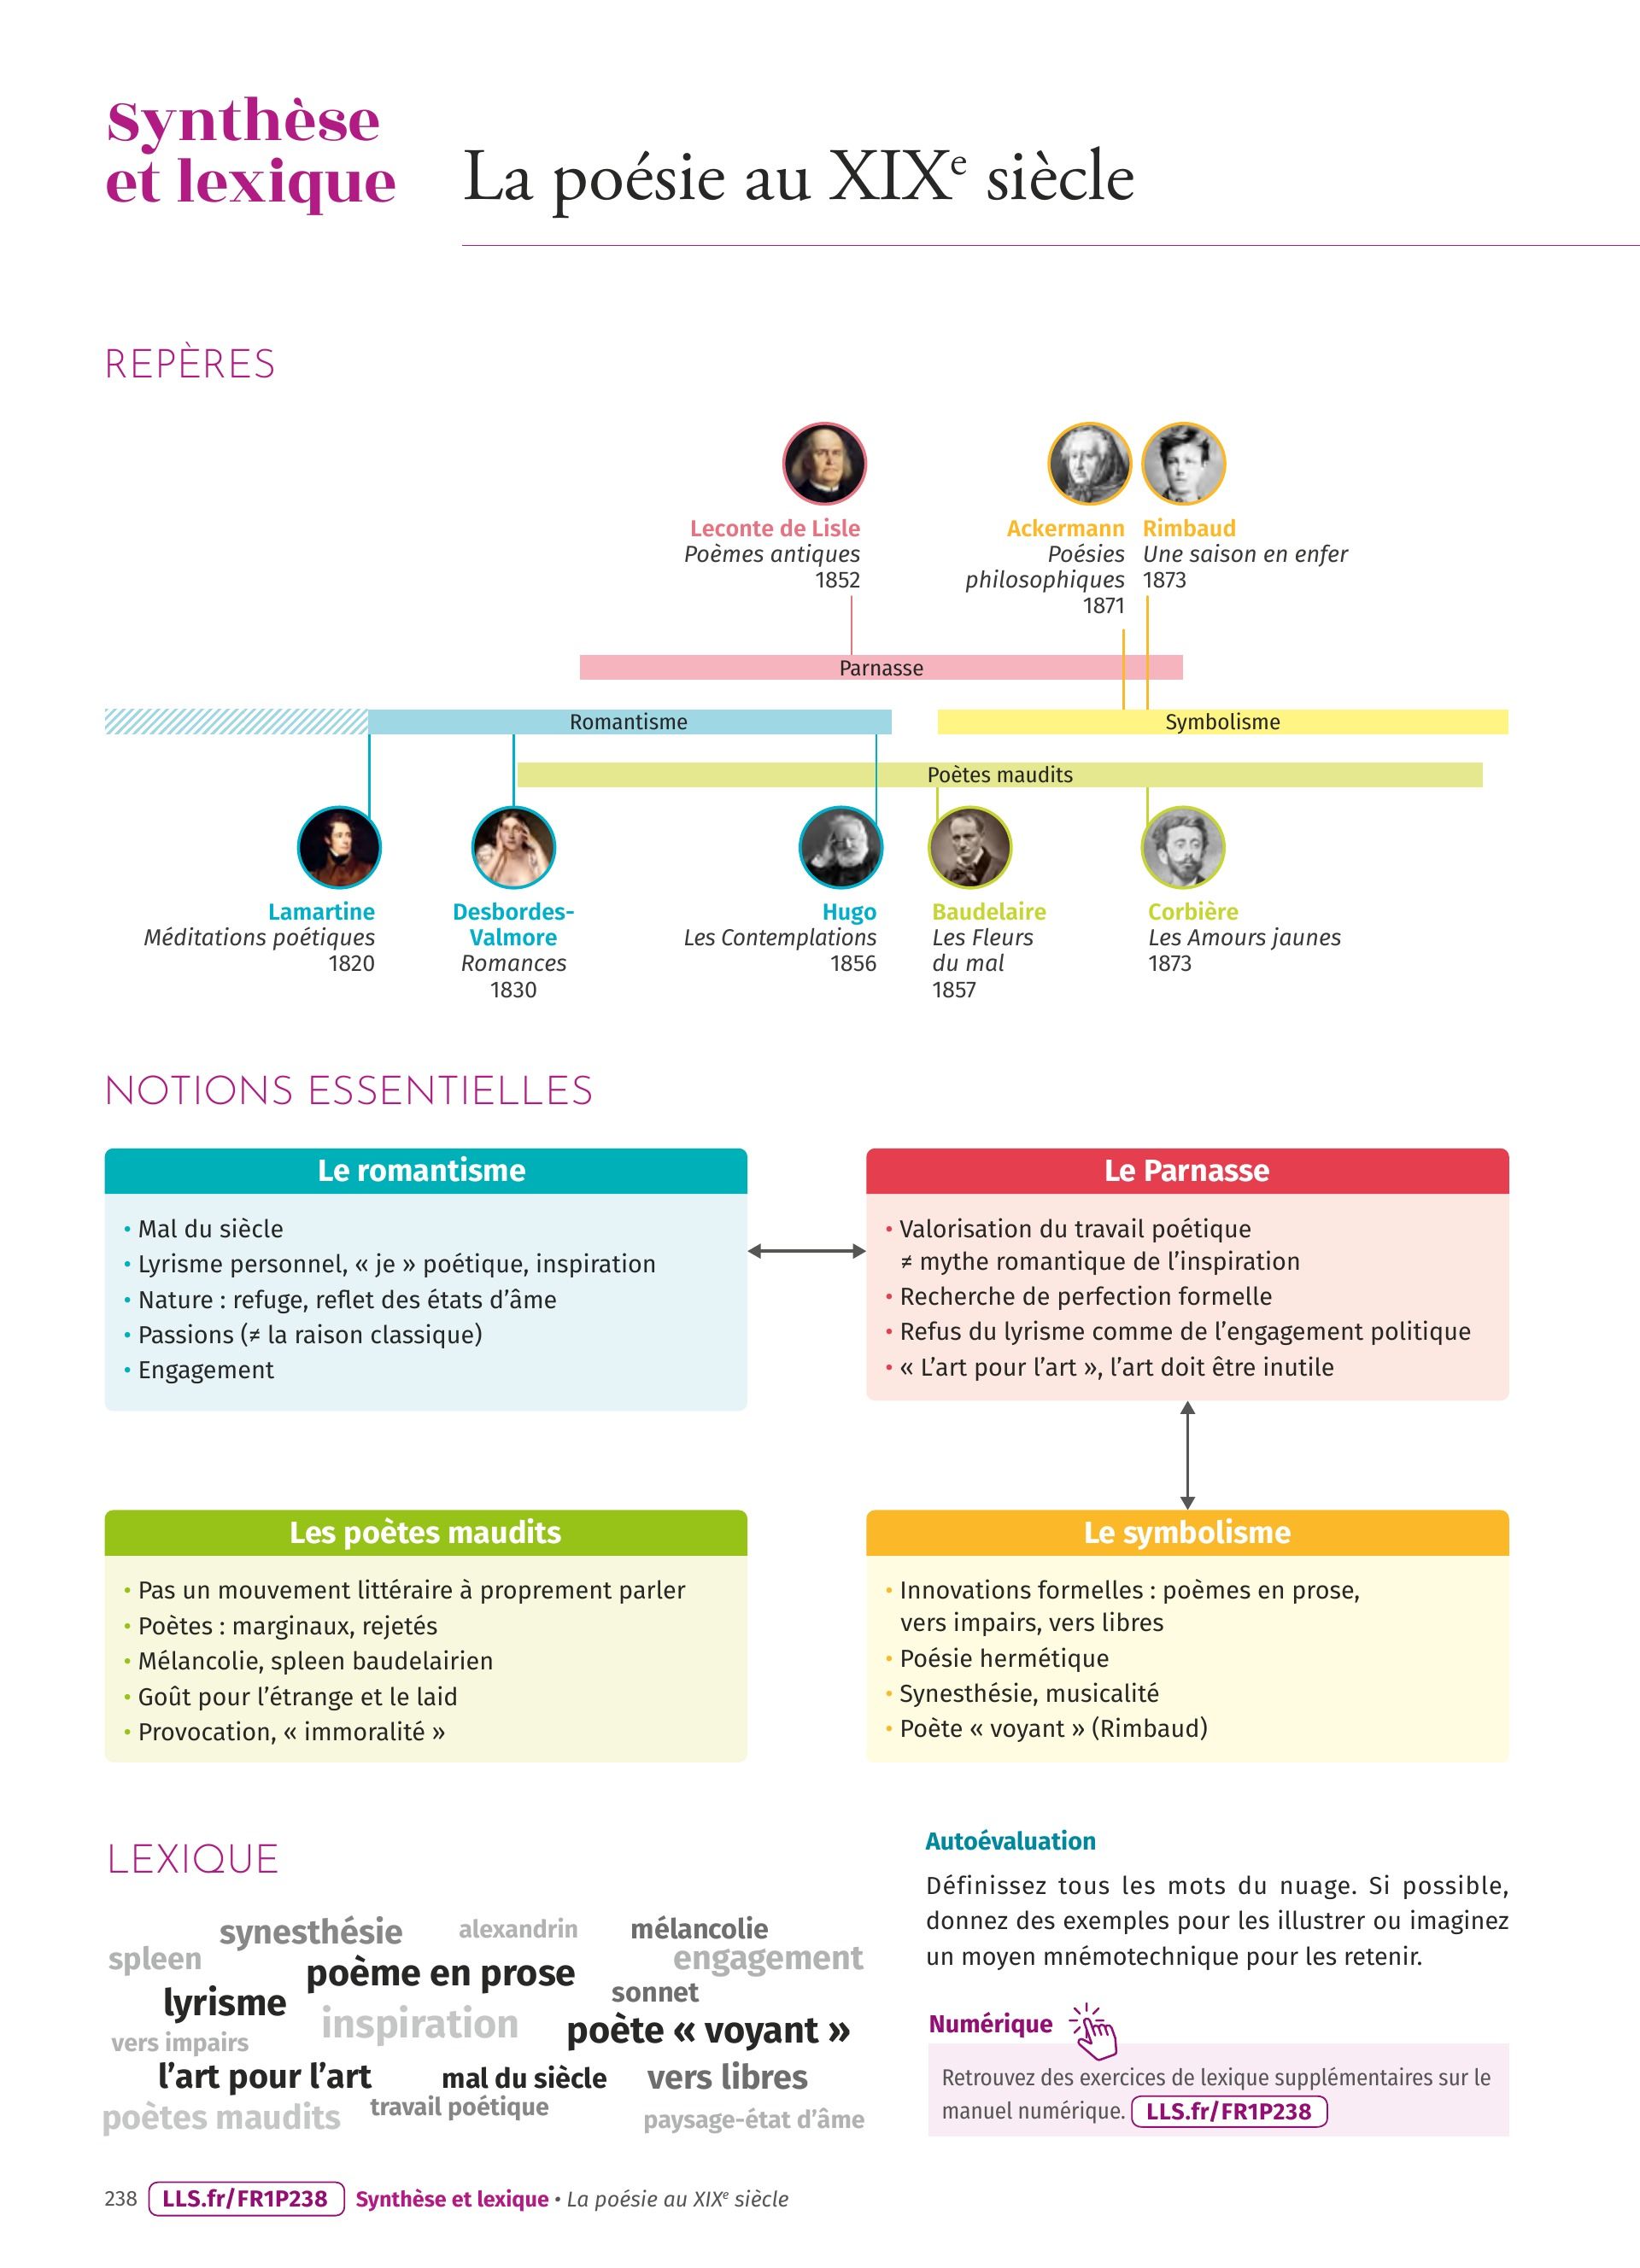 Synthèse
et lexique
La poésie au XIXe siècle
REPÈRES
Leconte de Lisle
Poèmes antiques
1852
Ackermann
Poésies
philosophiques
1871
Rimbaud
Une saison en enfer
1873
Parnasse
Romantisme
Symbolisme
Poètes maudits
Lamartine
Méditations poétiques
1820
Desbordes-
Valmore
Romances
1830
Hugo
Les Contemplations
1856
Baudelaire
Les Fleurs
du mal
1857
Corbière
Les Amours jaunes
1873
NOTIONS ESSENTIELLES
Le romantisme
• Mal du siècle
• Lyrisme personnel, « je » poétique, inspiration
• Nature : refuge, reflet des états d’âme
• Passions (≠ la raison classique)
• Engagement
Le Parnasse
• Valorisation du travail poétique
≠ mythe romantique de l’inspiration
• Recherche de perfection formelle
• Refus du lyrisme comme de l’engagement politique
• « L’art pour l’art », l’art doit être inutile
Les poètes maudits
• Pas un mouvement littéraire à proprement parler
• Poètes : marginaux, rejetés
• Mélancolie, spleen baudelairien
• Goût pour l’étrange et le laid
• Provocation, « immoralité »
Le symbolisme
• Innovations formelles : poèmes en prose,
vers impairs, vers libres
• Poésie hermétique
• Synesthésie, musicalité
• Poète « voyant » (Rimbaud)
LEXIQUE
synesthésie alexandrin mélancolie
spleen engagement
poème en prose
sonnet
lyrisme
inspiration
poète « voyant »
vers impairs
l’art pour l’art mal du siècle vers libres
travail poétique
poètes maudits paysage-état d’âme
Autoévaluation
Définissez tous les mots du nuage. Si possible,
donnez des exemples pour les illustrer ou imaginez
un moyen mnémotechnique pour les retenir.
Numérique
Retrouvez des exercices de lexique supplémentaires sur le
manuel numérique. LLS.fr/FR1P238
238 LLS.fr/FR1P238 Synthèse et lexique • La poésie au XIXe siècle